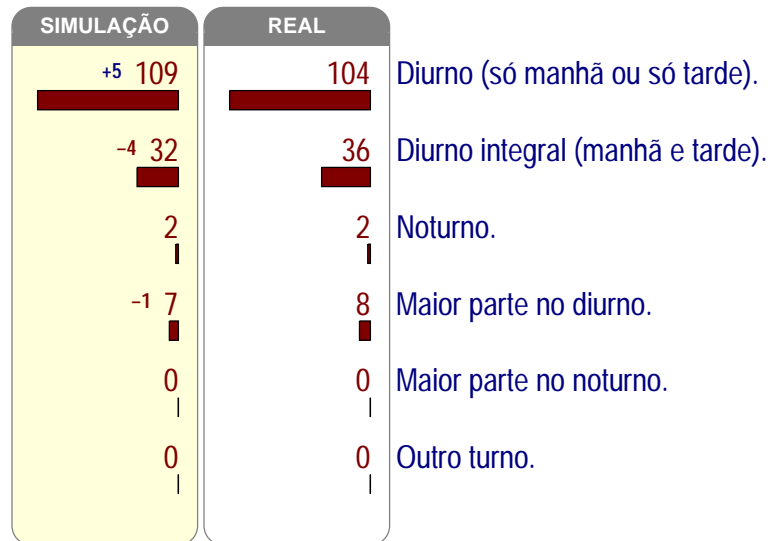 SIMULAÇÃO REAL
+5 109 104 Diurno (só manhã ou só tarde).
−4 32 36 Diurno integral (manhã e tarde).
2 2 Noturno.
−1 7 8 Maior parte no diurno.
0 0 Maior parte no noturno.
0 0 Outro turno.